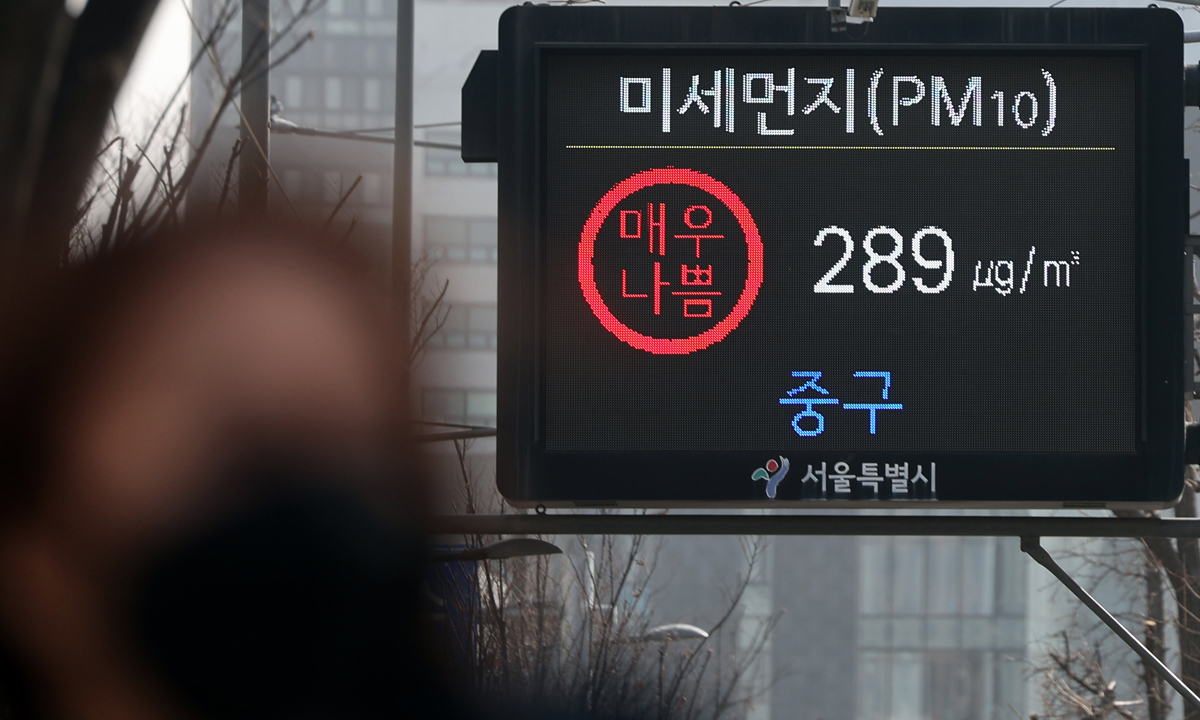 미세먼지(PM10)
매우
나쁨
289 μg/㎥
중구
서울특별시